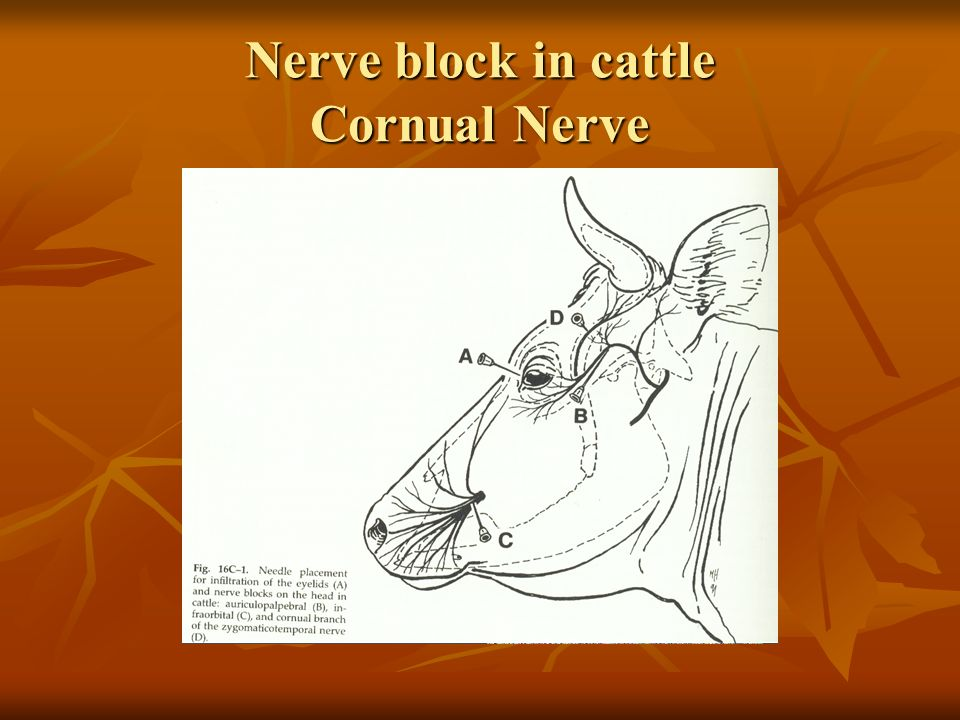 Nerve block in cattle
Cornual Nerve
D
A
B
C
Fig. 16C–1. Needle placement
for infiltration of the eyelids (A)
and nerve blocks on the head in
cattle: auriculopalpebral (B), in-
fraorbital (C), and cornual branch
of the zygomaticotemporal nerve
(D).